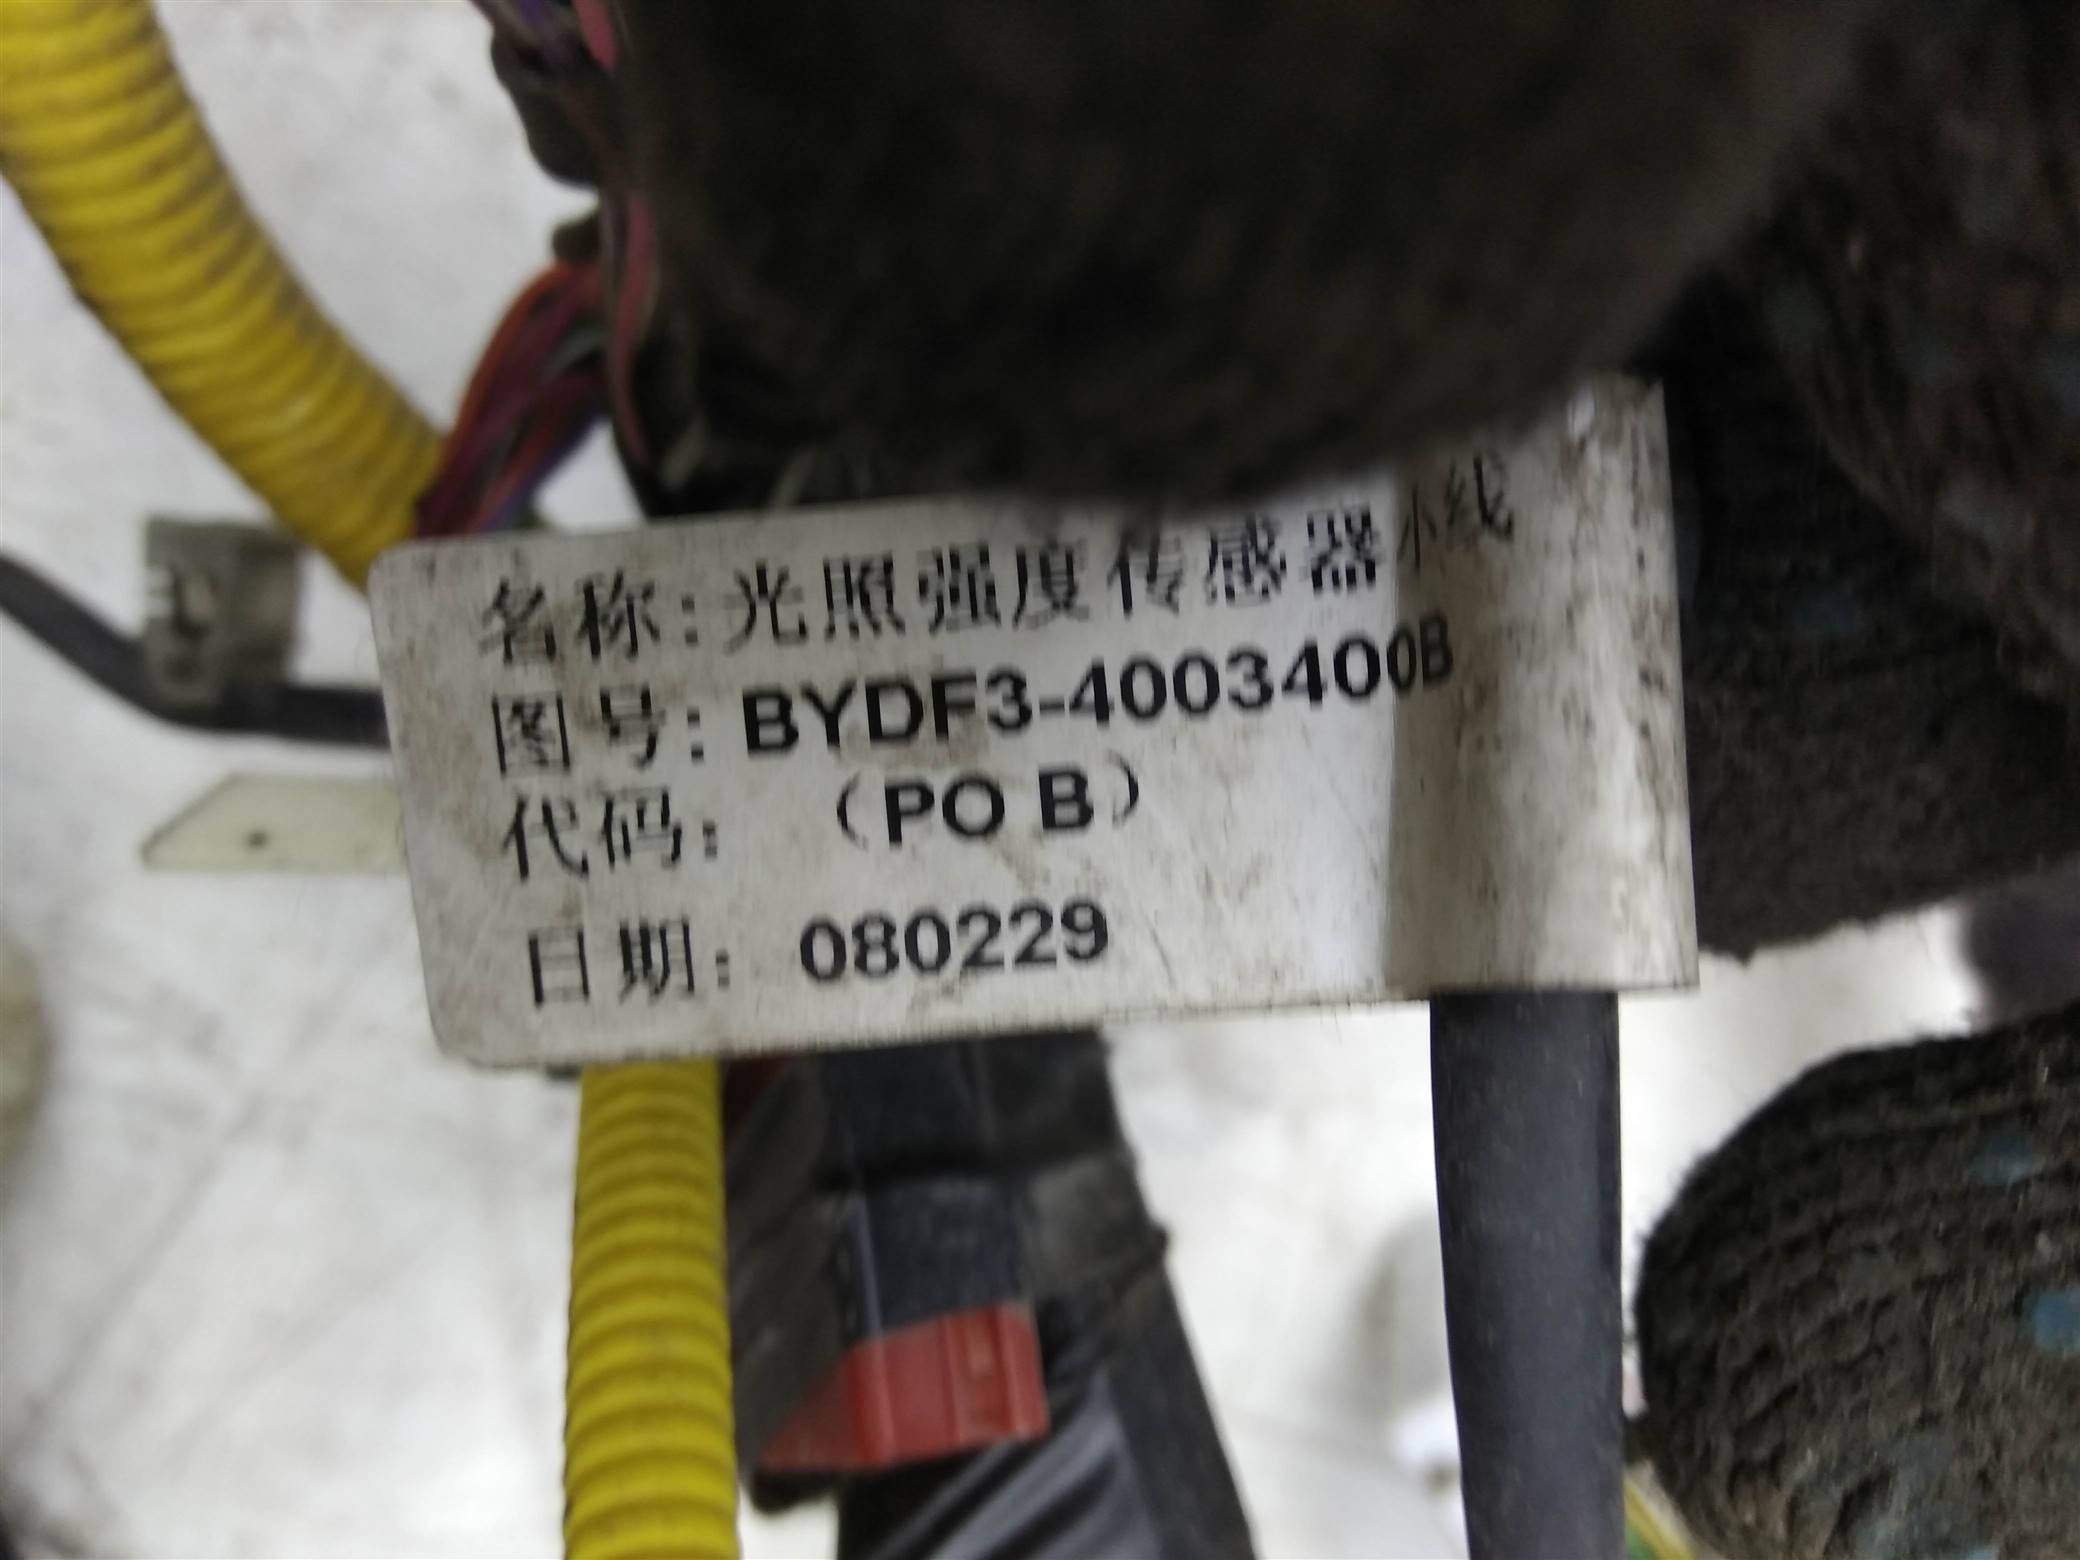 名称:光照强度传感器小线
图号:BYDF3-4003400B
代码: （PO B）
日期: 080229